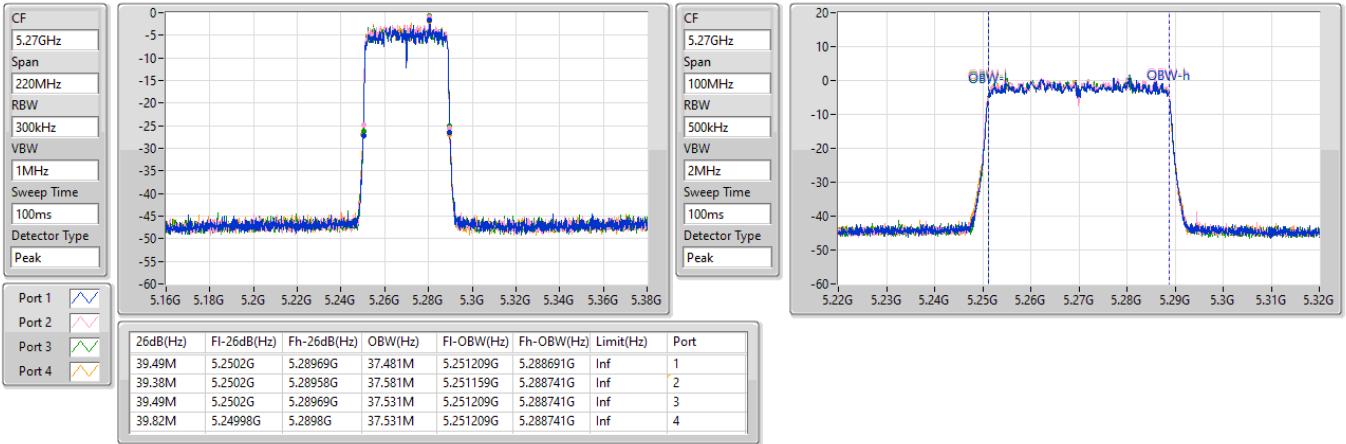 CF
5.27GHz
Span
220MHz
RBW
300kHz
VBW
1MHz
Sweep Time
100ms
Detector Type
Peak
0-
-5-
-10-
-15-
-20-
-25-
-30-
-35-
-40-
-45-
-50-
-55-
-60-
5.16G 5.18G 5.2G 5.22G 5.24G 5.26G 5.28G 5.3G 5.32G 5.34G 5.36G 5.38G
CF
5.27GHz
Span
100MHz
RBW
500kHz
VBW
2MHz
Sweep Time
100ms
Detector Type
Peak
20-
10-
0-
-10-
-20-
-30-
-40-
-50-
-60-
OBW-l OBW-h
5.22G 5.23G 5.24G 5.25G 5.26G 5.27G 5.28G 5.29G 5.3G 5.31G 5.32G
Port 1
Port 2
Port 3
Port 4
26dB(Hz) Fl-26dB(Hz) Fh-26dB(Hz) OBW(Hz) Fl-OBW(Hz) Fh-OBW(Hz) Limit(Hz) Port
39.49M 5.2502G 5.28969G 37.481M 5.251209G 5.288691G Inf 1
39.38M 5.2502G 5.28958G 37.581M 5.251159G 5.288741G Inf 2
39.49M 5.2502G 5.28969G 37.531M 5.251209G 5.288741G Inf 3
39.82M 5.24998G 5.2898G 37.531M 5.251209G 5.288741G Inf 4